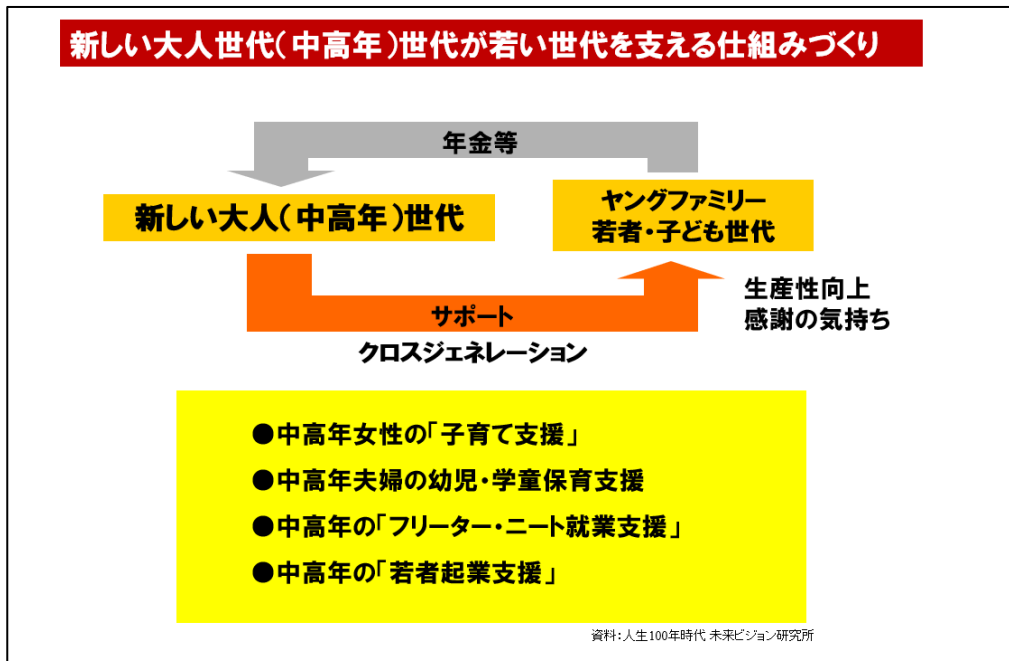 新しい大人世代(中高年)世代が若い世代を支える仕組みづくり
年金等
新しい大人(中高年)世代
ヤングファミリー
若者・子ども世代
生産性向上
感謝の気持ち
サポート
クロスジェネレーション
●中高年女性の「子育て支援」
●中高年夫婦の幼児・学童保育支援
●中高年の「フリーター・ニート就業支援」
●中高年の「若者起業支援」
資料:人生100年時代 未来ビジョン研究所